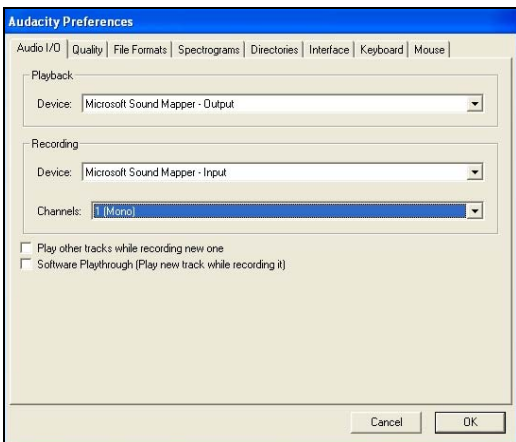 Audacity Preferences
Audio I/O Quality File Formats Spectrograms Directories Interface Keyboard Mouse
Playback
Device: Microsoft Sound Mapper - Output
Recording
Device: Microsoft Sound Mapper - Input
Channels: 1 (Mono)
Play other tracks while recording new one
Software Playthrough (Play new track while recording it)
Cancel OK